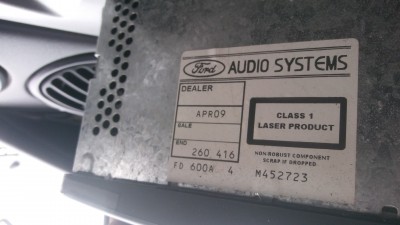 Ford AUDIO SYSTEMS
DEALER
APR09
DALE
END
260 416
FD 600A 4
CLASS 1
LASER PRODUCT
NON ROBUST COMPONENT
SCRAP IF DROPPED
M452723